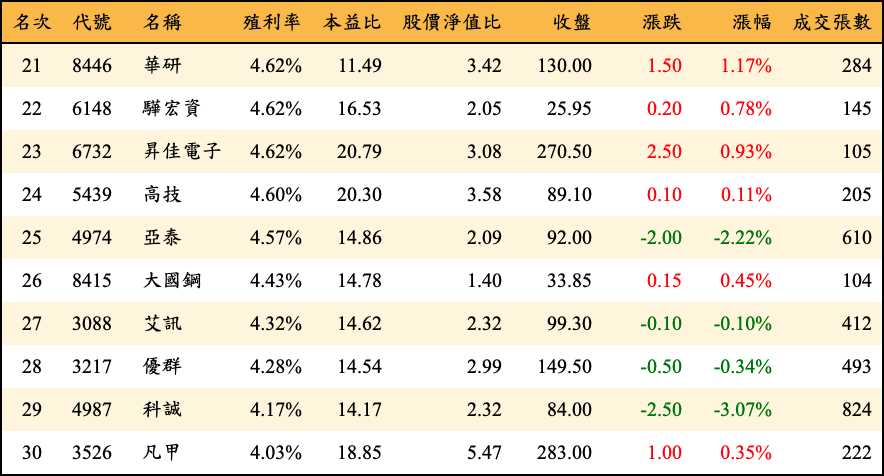 名次 代號 名稱 殖利率 本益比 股價淨值比 收盤 漲跌 漲幅 成交張數
21 8446 華研 4.62% 11.49 3.42 130.00 1.50 1.17% 284
22 6148 驊宏資 4.62% 16.53 2.05 25.95 0.20 0.78% 145
23 6732 昇佳電子 4.62% 20.79 3.08 270.50 2.50 0.93% 105
24 5439 高技 4.60% 20.30 3.58 89.10 0.10 0.11% 205
25 4974 亞泰 4.57% 14.86 2.09 92.00 -2.00 -2.22% 610
26 8415 大國鋼 4.43% 14.78 1.40 33.85 0.15 0.45% 104
27 3088 艾訊 4.32% 14.62 2.32 99.30 -0.10 -0.10% 412
28 3217 優群 4.28% 14.54 2.99 149.50 -0.50 -0.34% 493
29 4987 科誠 4.17% 14.17 2.32 84.00 -2.50 -3.07% 824
30 3526 凡甲 4.03% 18.85 5.47 283.00 1.00 0.35% 222